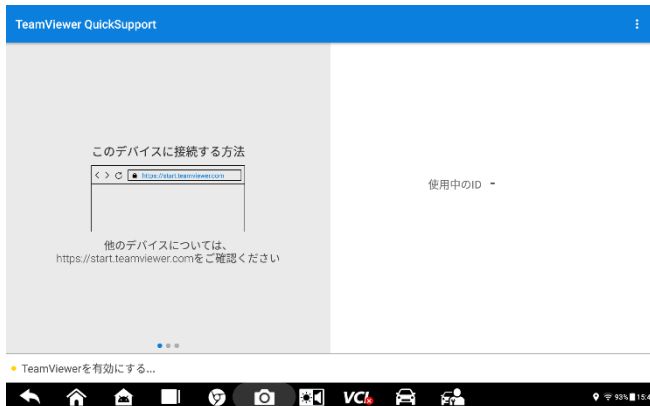 TeamViewer QuickSupport
このデバイスに接続する方法
https://start.teamviewer.com
他のデバイスについては、
https://start.teamviewer.comをご確認ください
使用中のID -
TeamViewerを有効にする...
VCI
93% 15:4